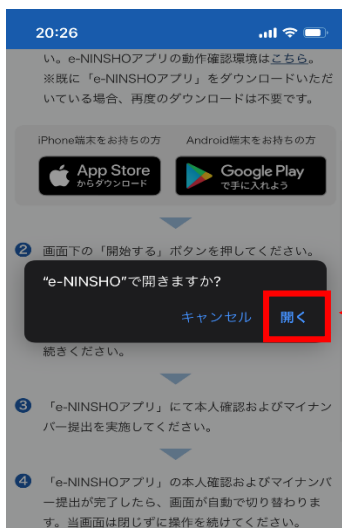 20:26
い。e-NINSHOアプリの動作確認環境はこちら。
※既に「e-NINSHOアプリ」をダウンロードいただ
いている場合、再度のダウンロードは不要です。
iPhone端末をお持ちの方 Android端末をお持ちの方
App Store
からダウンロード
Google Play
で手に入れよう
2 画面下の「開始する」ボタンを押してください。
“e-NINSHO”で開きますか?
キャンセル 開く
続きください。
3 「e-NINSHOアプリ」にて本人確認およびマイナン
バー提出を実施してください。
4 「e-NINSHOアプリ」の本人確認およびマイナンバ
ー提出が完了したら、画面が自動で切り替わりま
す。当画面は閉じずに操作を続けてください。